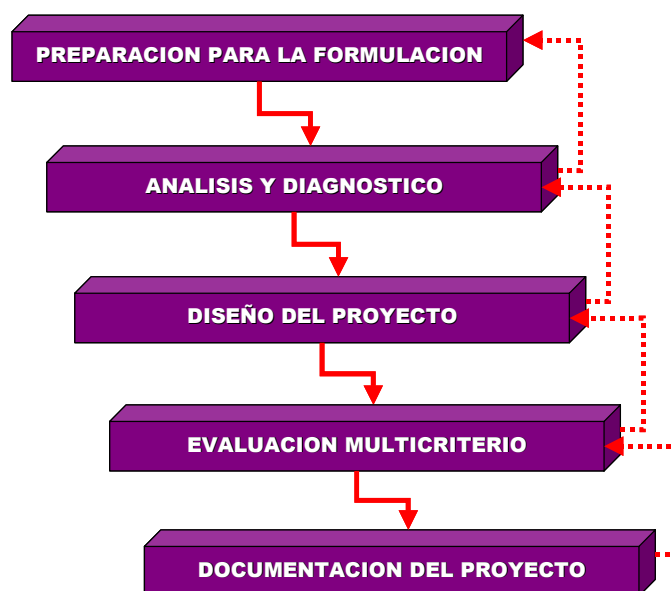 PREPARACION PARA LA FORMULACION
ANALISIS Y DIAGNOSTICO
DISEÑO DEL PROYECTO
EVALUACION MULTICRITERIO
DOCUMENTACION DEL PROYECTO